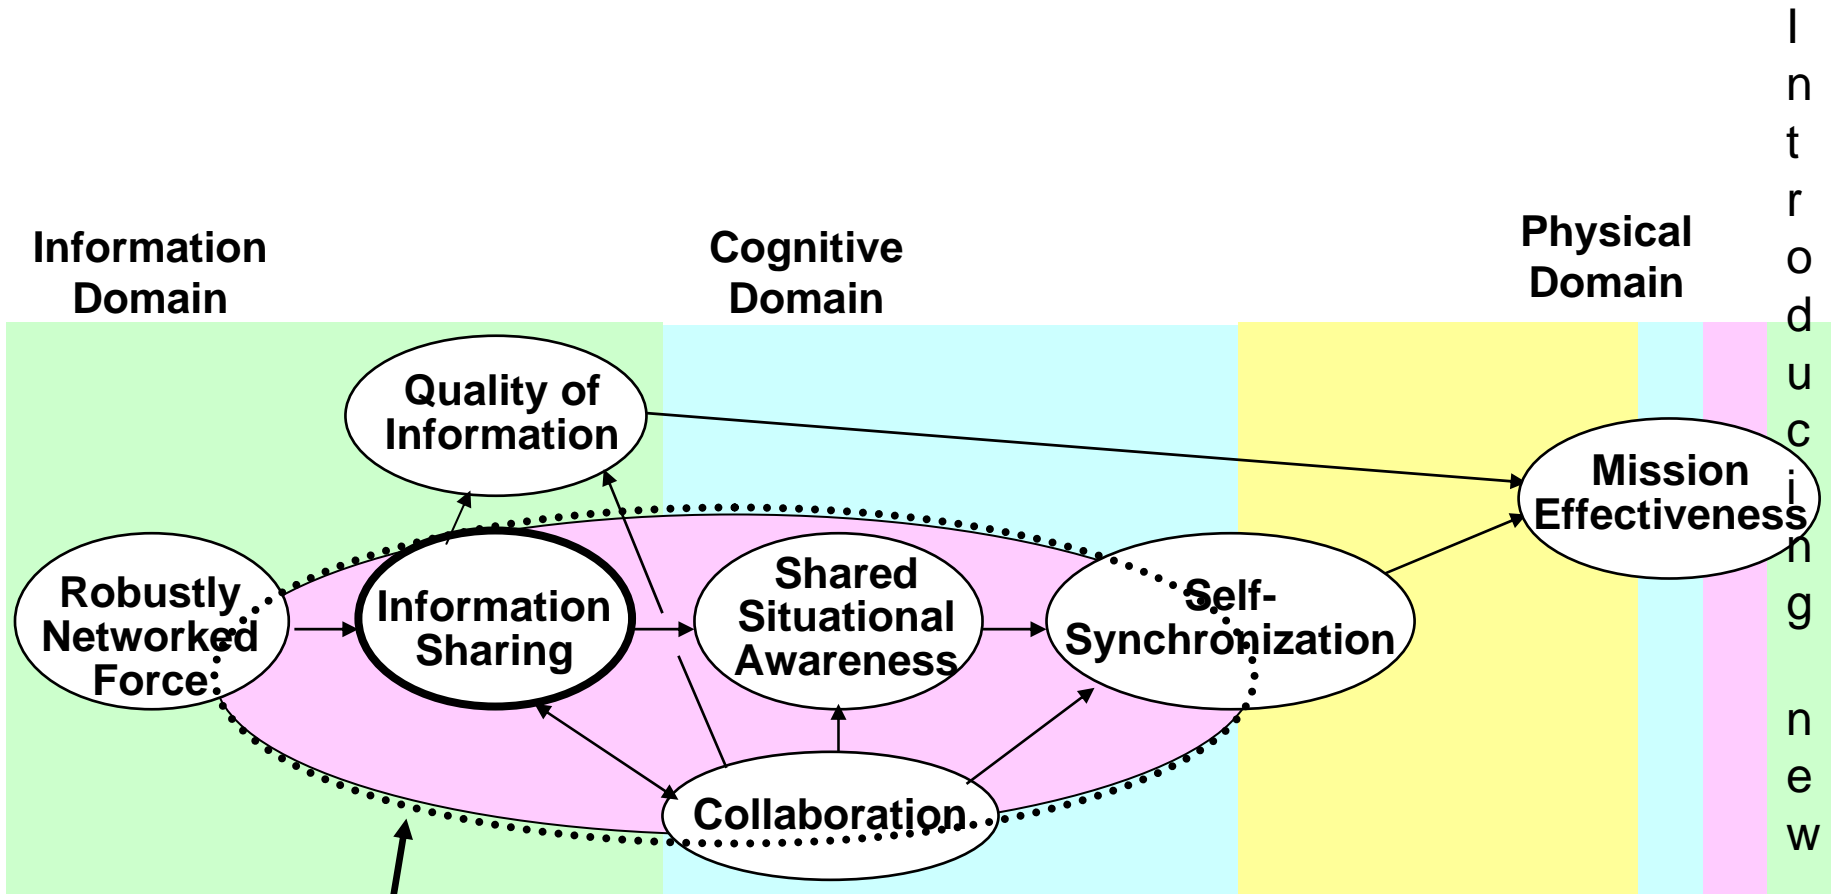 Information
Domain
Cognitive
Domain
Physical
Domain
Quality of
Information
Mission
Effectiveness
Robustly
Networked
Force
Information
Sharing
Shared
Situational
Awareness
Self-
Synchronization
Collaboration
Introducing new